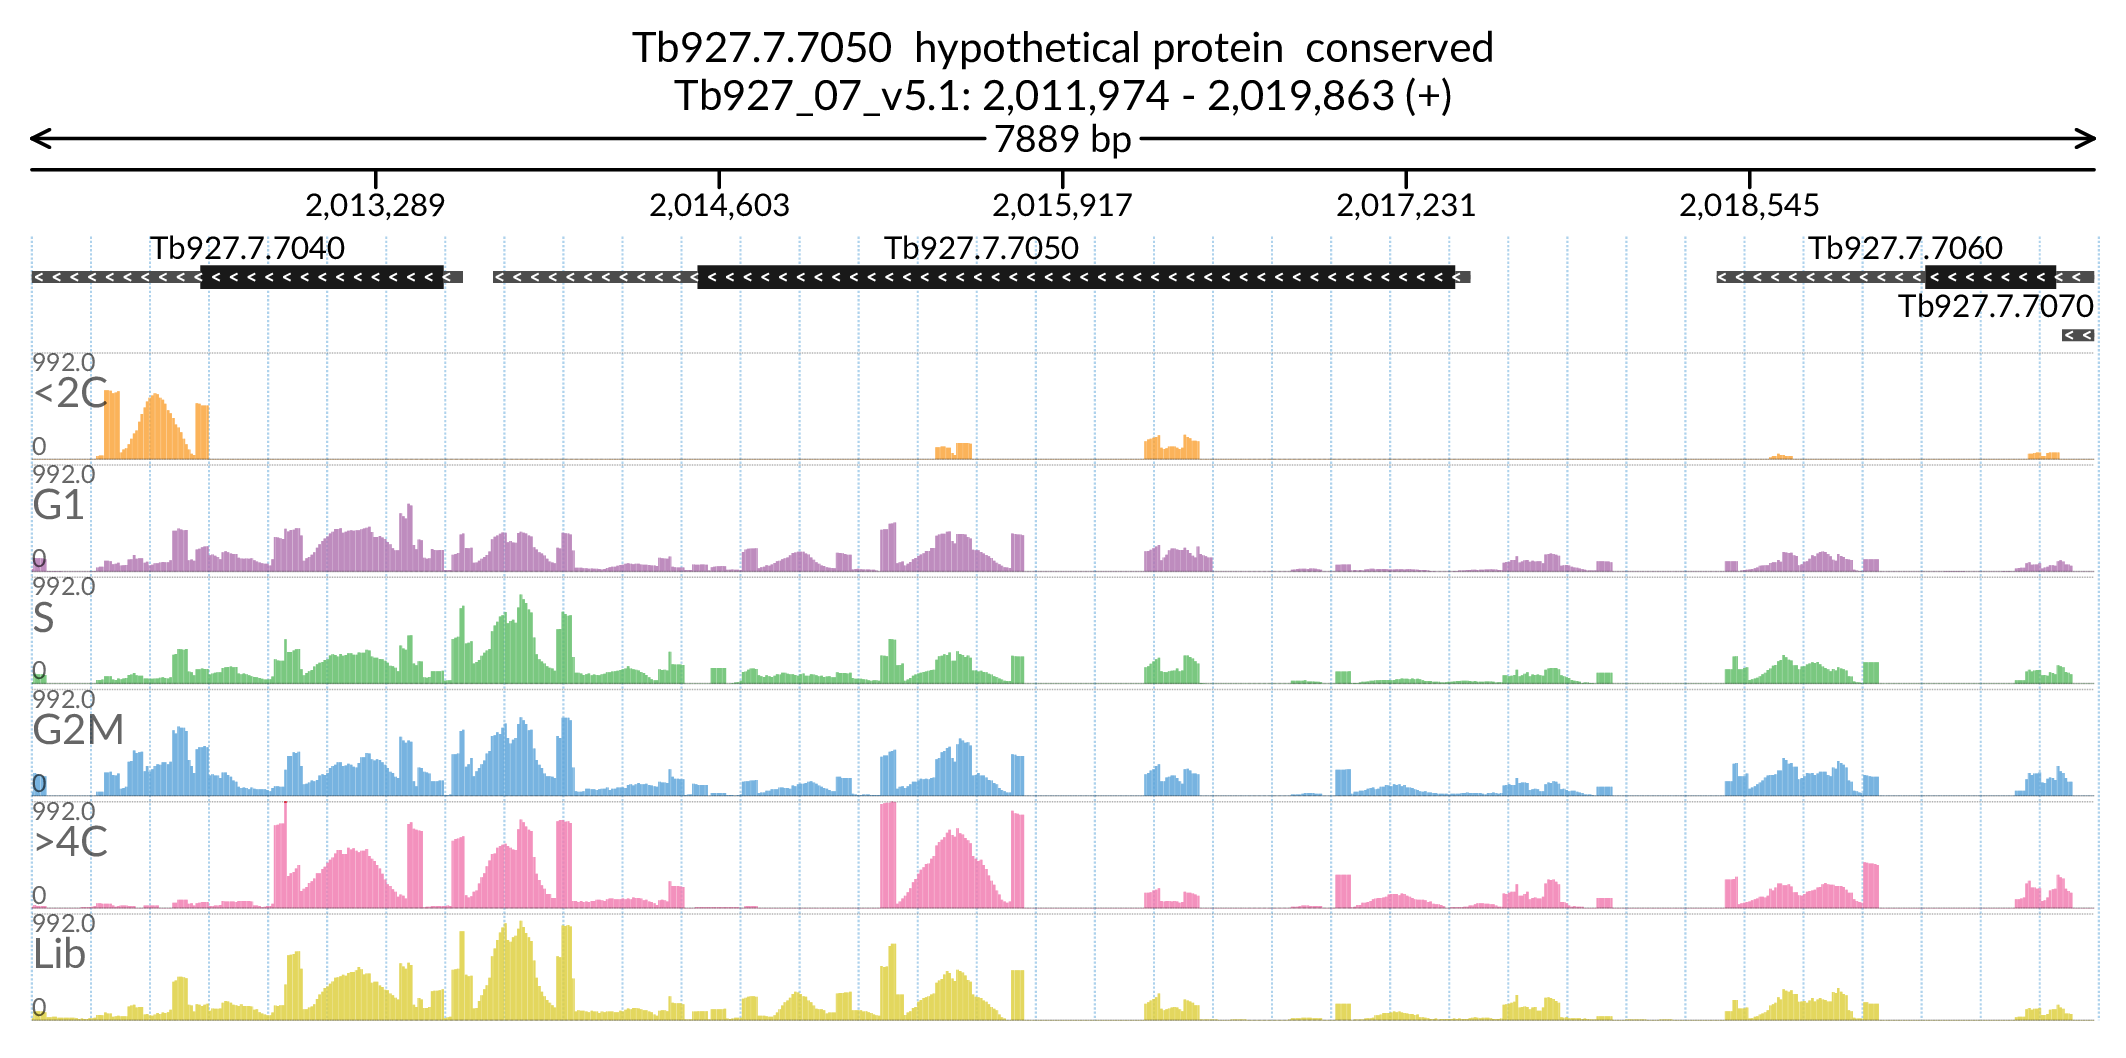 Tb927.7.7050 hypothetical protein conserved
Tb927_07_v5.1: 2,011,974 - 2,019,863 (+)
7889 bp
2,013,289 2,014,603 2,015,917 2,017,231 2,018,545
Tb927.7.7040 Tb927.7.7050 Tb927.7.7060
Tb927.7.7070
992.0
<2C
0
992.0
G1
0
992.0
S
0
992.0
G2M
0
992.0
>4C
0
992.0
Lib
0